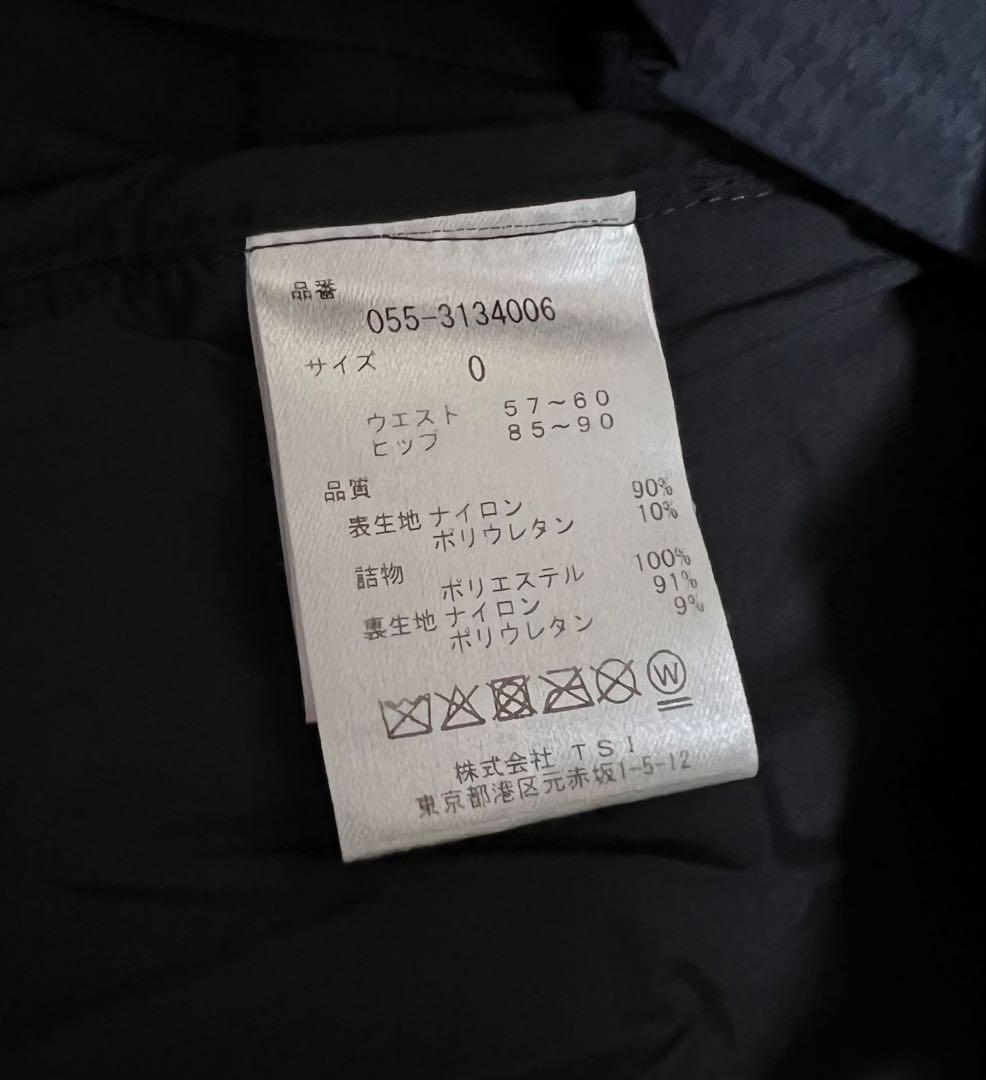 品番
055-3134006
サイズ 0
ウエスト 57～60
ヒップ 85～90
品質
表生地 ナイロン 90%
ポリウレタン 10%
詰物
ポリエステル 100%
裏生地 ナイロン 91%
ポリウレタン 9%
W
株式会社 TSI
東京都港区元赤坂1-5-12